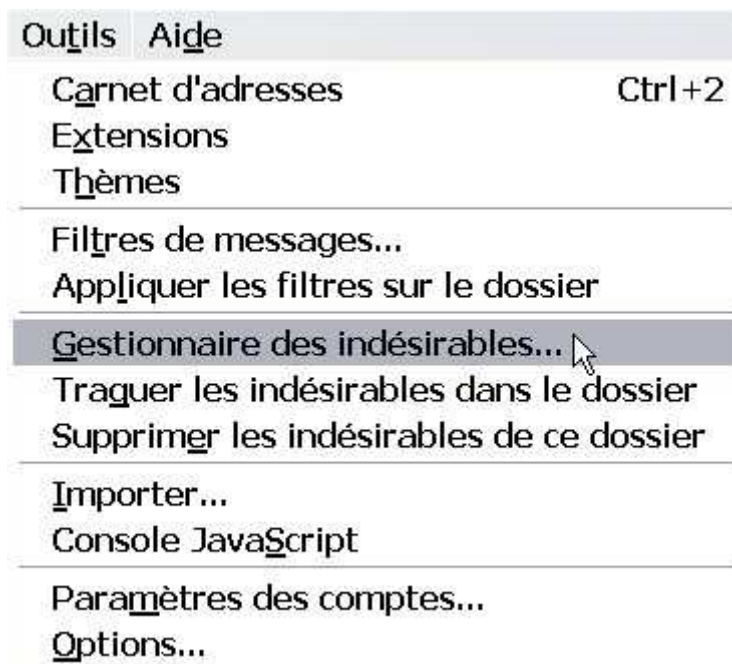 Outils Aide
Carnet d'adresses Ctrl+2
Extensions
Thèmes
Filtres de messages...
Appliquer les filtres sur le dossier
Gestionnaire des indésirables...
Traguer les indésirables dans le dossier
Supprimer les indésirables de ce dossier
Importer...
Console JavaScript
Paramètres des comptes...
Options...